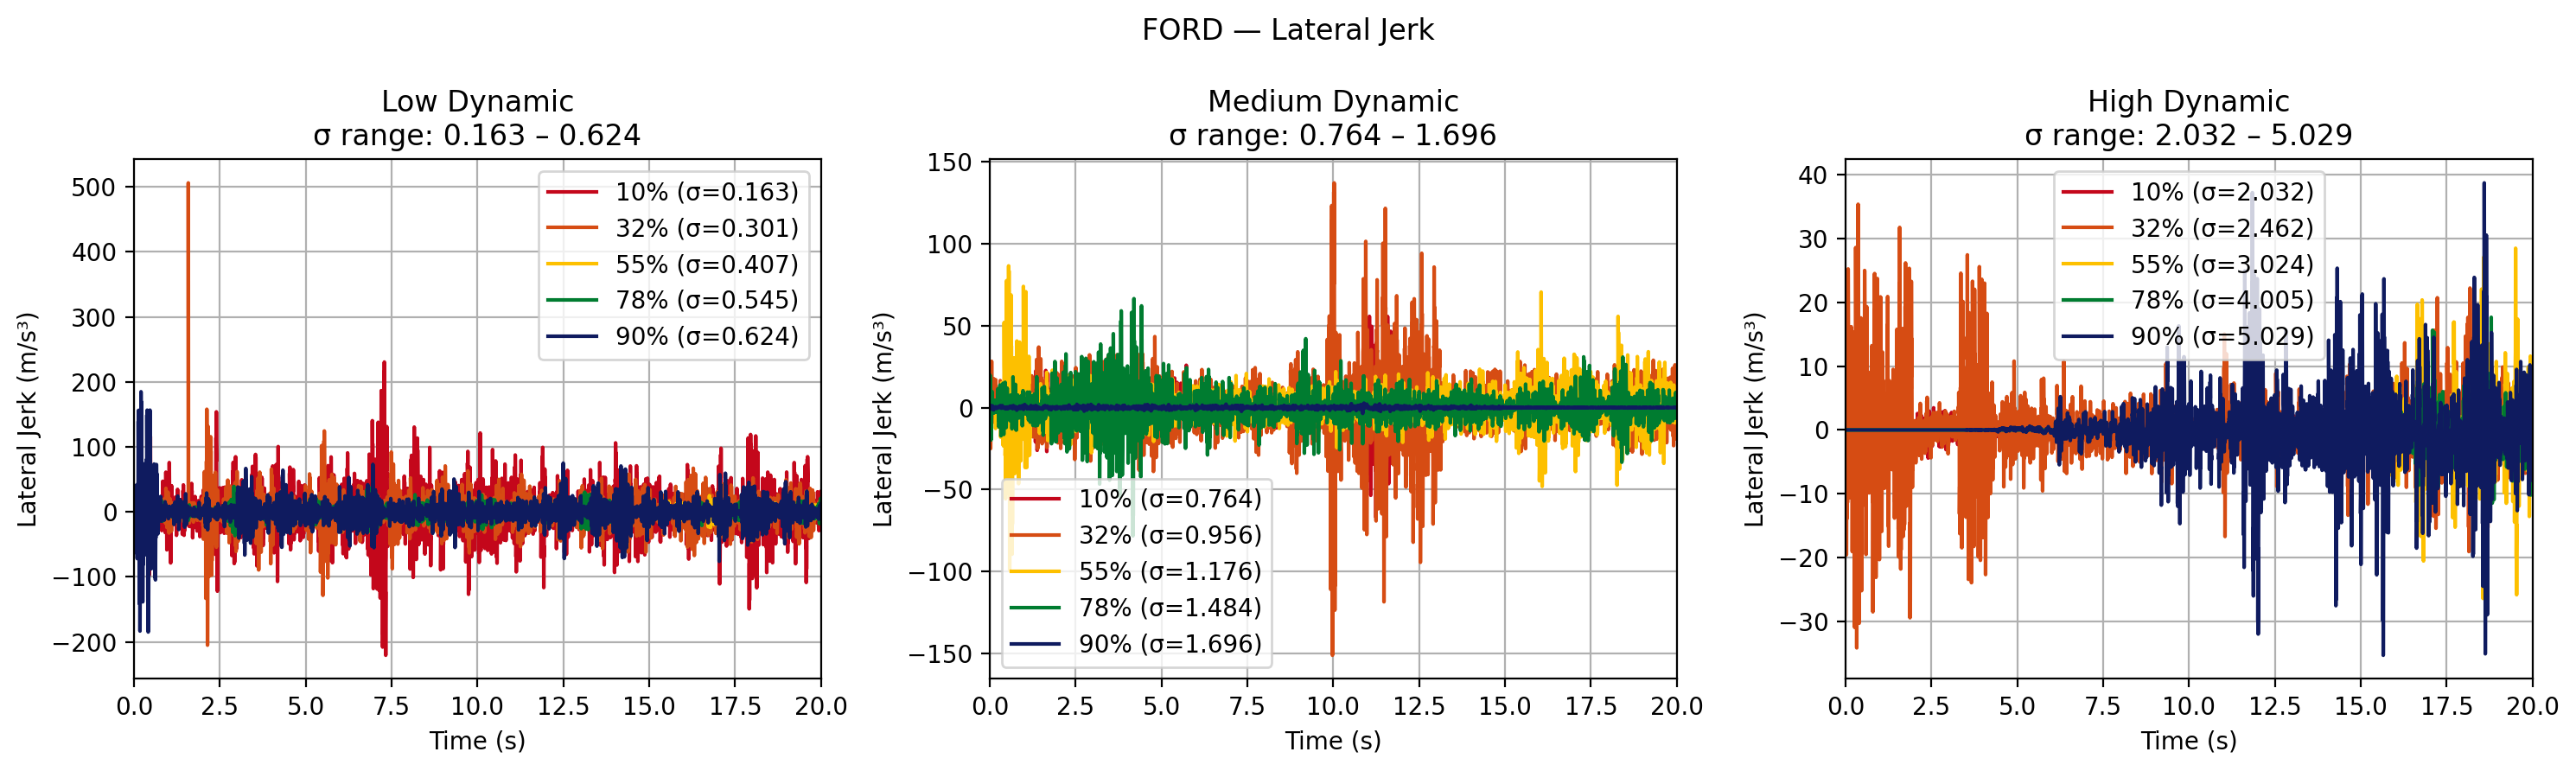 FORD — Lateral Jerk
Low Dynamic
σ range: 0.163 – 0.624
Lateral Jerk (m/s³)
500
400
300
200
100
0
−100
−200
10% (σ=0.163)
32% (σ=0.301)
55% (σ=0.407)
78% (σ=0.545)
90% (σ=0.624)
0.0 2.5 5.0 7.5 10.0 12.5 15.0 17.5 20.0
Time (s)
Medium Dynamic
σ range: 0.764 – 1.696
Lateral Jerk (m/s³)
150
100
50
0
−50
−100
−150
10% (σ=0.764)
32% (σ=0.956)
55% (σ=1.176)
78% (σ=1.484)
90% (σ=1.696)
0.0 2.5 5.0 7.5 10.0 12.5 15.0 17.5 20.0
Time (s)
High Dynamic
σ range: 2.032 – 5.029
Lateral Jerk (m/s³)
40
30
20
10
0
−10
−20
−30
10% (σ=2.032)
32% (σ=2.462)
55% (σ=3.024)
78% (σ=4.005)
90% (σ=5.029)
0.0 2.5 5.0 7.5 10.0 12.5 15.0 17.5 20.0
Time (s)